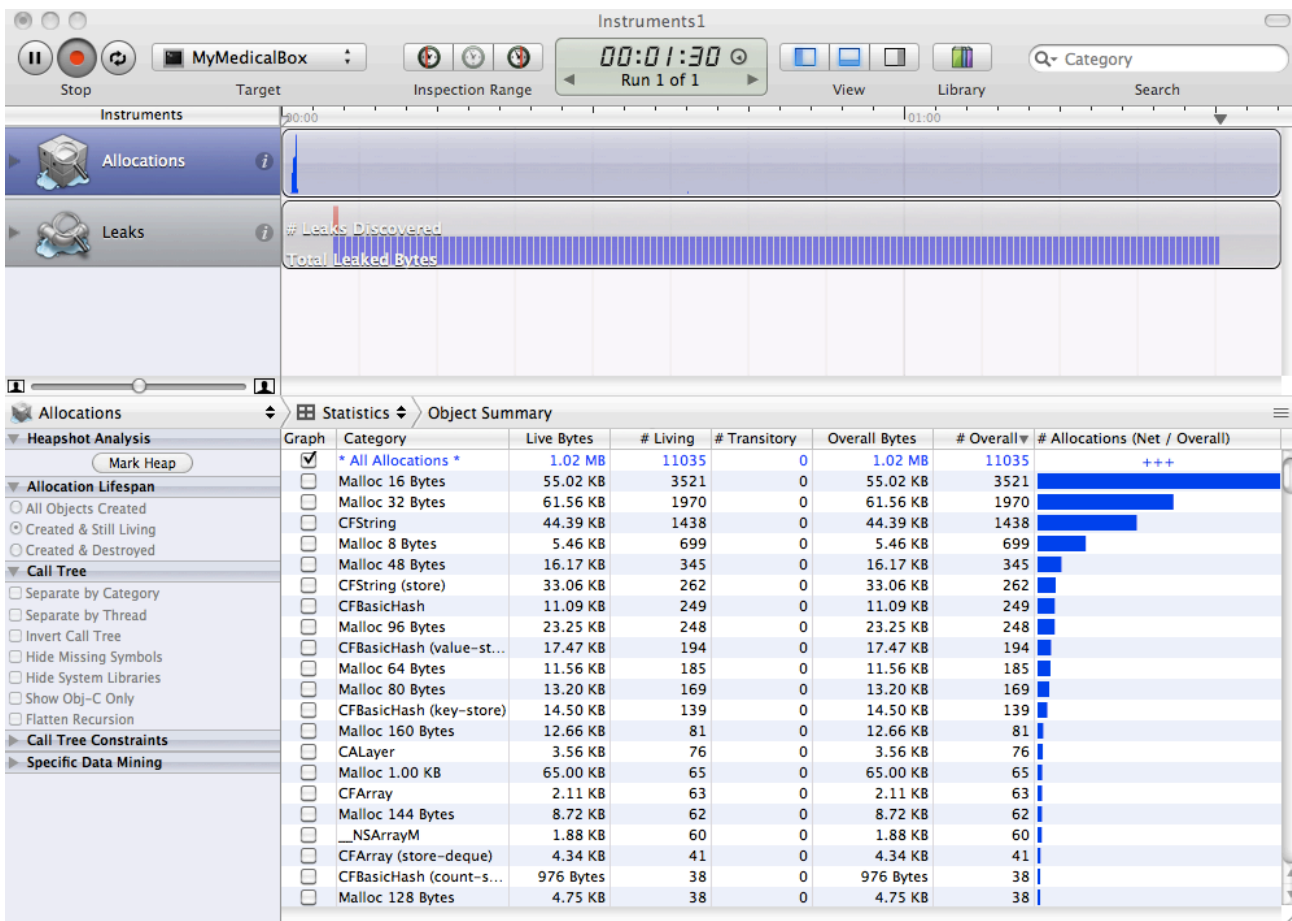 Instruments1
MyMedicalBox
00:01:30
Run 1 of 1
Category
Stop Target Inspection Range View Library Search
Instruments 00:00 01:00
Allocations
Leaks
# Leaks Discovered
Total Leaked Bytes
Allocations Statistics Object Summary
Heapshot Analysis
Mark Heap
Allocation Lifespan
All Objects Created
Created & Still Living
Created & Destroyed
Call Tree
Separate by Category
Separate by Thread
Invert Call Tree
Hide Missing Symbols
Hide System Libraries
Show Obj-C Only
Flatten Recursion
Call Tree Constraints
Specific Data Mining
Graph Category Live Bytes # Living # Transitory Overall Bytes # Overall # Allocations (Net / Overall)
* All Allocations * 1.02 MB 11035 0 1.02 MB 11035 +++
Malloc 16 Bytes 55.02 KB 3521 0 55.02 KB 3521
Malloc 32 Bytes 61.56 KB 1970 0 61.56 KB 1970
CFString 44.39 KB 1438 0 44.39 KB 1438
Malloc 8 Bytes 5.46 KB 699 0 5.46 KB 699
Malloc 48 Bytes 16.17 KB 345 0 16.17 KB 345
CFString (store) 33.06 KB 262 0 33.06 KB 262
CFBasicHash 11.09 KB 249 0 11.09 KB 249
Malloc 96 Bytes 23.25 KB 248 0 23.25 KB 248
CFBasicHash (value-st... 17.47 KB 194 0 17.47 KB 194
Malloc 64 Bytes 11.56 KB 185 0 11.56 KB 185
Malloc 80 Bytes 13.20 KB 169 0 13.20 KB 169
CFBasicHash (key-store) 14.50 KB 139 0 14.50 KB 139
Malloc 160 Bytes 12.66 KB 81 0 12.66 KB 81
CALayer 3.56 KB 76 0 3.56 KB 76
Malloc 1.00 KB 65.00 KB 65 0 65.00 KB 65
CFArray 2.11 KB 63 0 2.11 KB 63
Malloc 144 Bytes 8.72 KB 62 0 8.72 KB 62
__NSArrayM 1.88 KB 60 0 1.88 KB 60
CFArray (store-deque) 4.34 KB 41 0 4.34 KB 41
CFBasicHash (count-s... 976 Bytes 38 0 976 Bytes 38
Malloc 128 Bytes 4.75 KB 38 0 4.75 KB 38